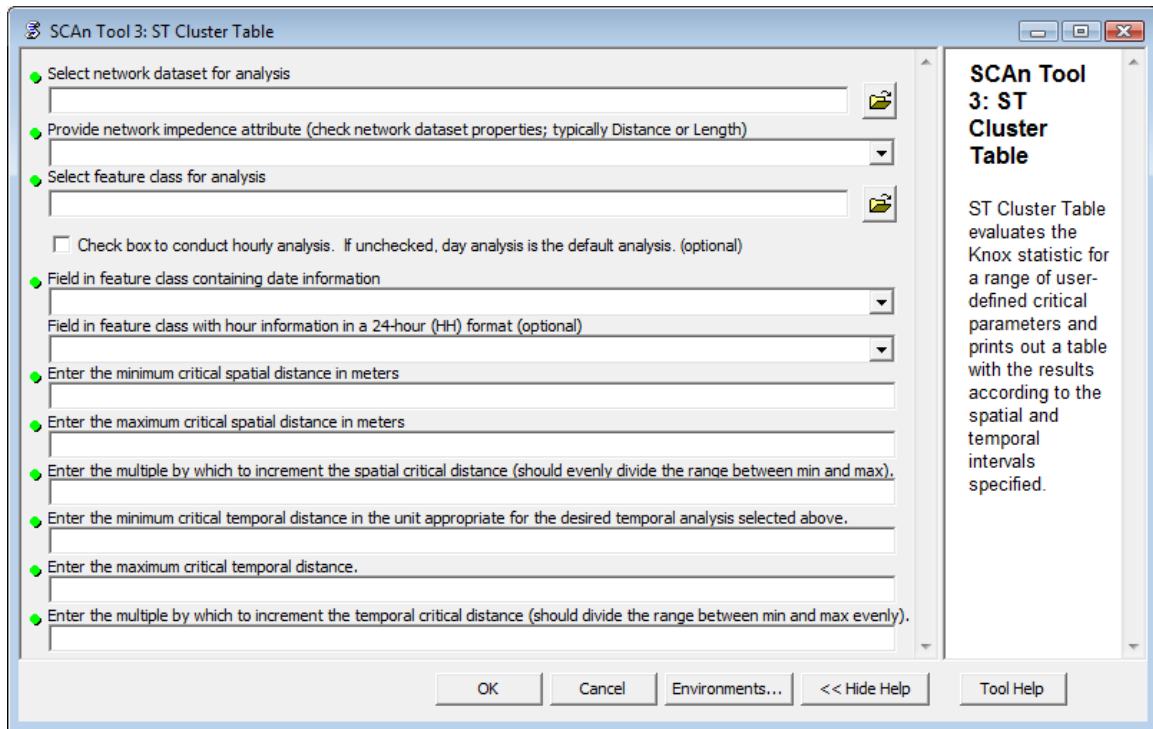 SCAn Tool 3: ST Cluster Table
Select network dataset for analysis
Provide network impedence attribute (check network dataset properties; typically Distance or Length)
Select feature class for analysis
Check box to conduct hourly analysis. If unchecked, day analysis is the default analysis. (optional)
Field in feature class containing date information
Field in feature class with hour information in a 24-hour (HH) format (optional)
Enter the minimum critical spatial distance in meters
Enter the maximum critical spatial distance in meters
Enter the multiple by which to increment the spatial critical distance (should evenly divide the range between min and max).
Enter the minimum critical temporal distance in the unit appropriate for the desired temporal analysis selected above.
Enter the maximum critical temporal distance.
Enter the multiple by which to increment the temporal critical distance (should divide the range between min and max evenly).
SCAn Tool
3: ST
Cluster
Table
ST Cluster Table
evaluates the
Knox statistic for
a range of user-
defined critical
parameters and
prints out a table
with the results
according to the
spatial and
temporal
intervals
specified.
OK
Cancel
Environments...
<< Hide Help
Tool Help